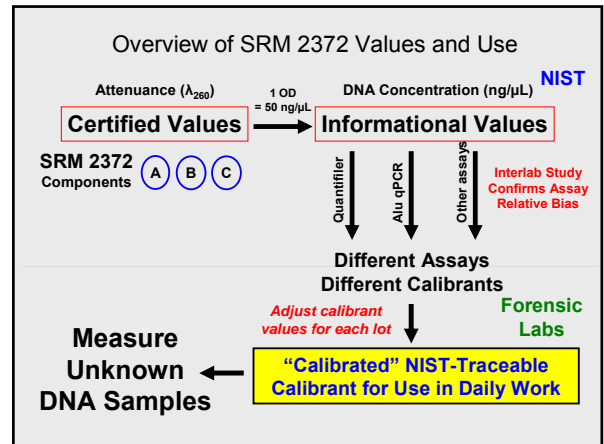 Overview of SRM 2372 Values and Use
NIST
Attenuance (λ260)
1 OD
= 50 ng/µL
DNA Concentration (ng/µL)
Certified Values
Informational Values
SRM 2372
Components
A B C
Quantifiler
Alu qPCR
Other assays
Interlab Study
Confirms Assay
Relative Bias
Different Assays
Different Calibrants
Adjust calibrant
values for each lot
Forensic
Labs
Measure
Unknown
DNA Samples
“Calibrated” NIST-Traceable
Calibrant for Use in Daily Work